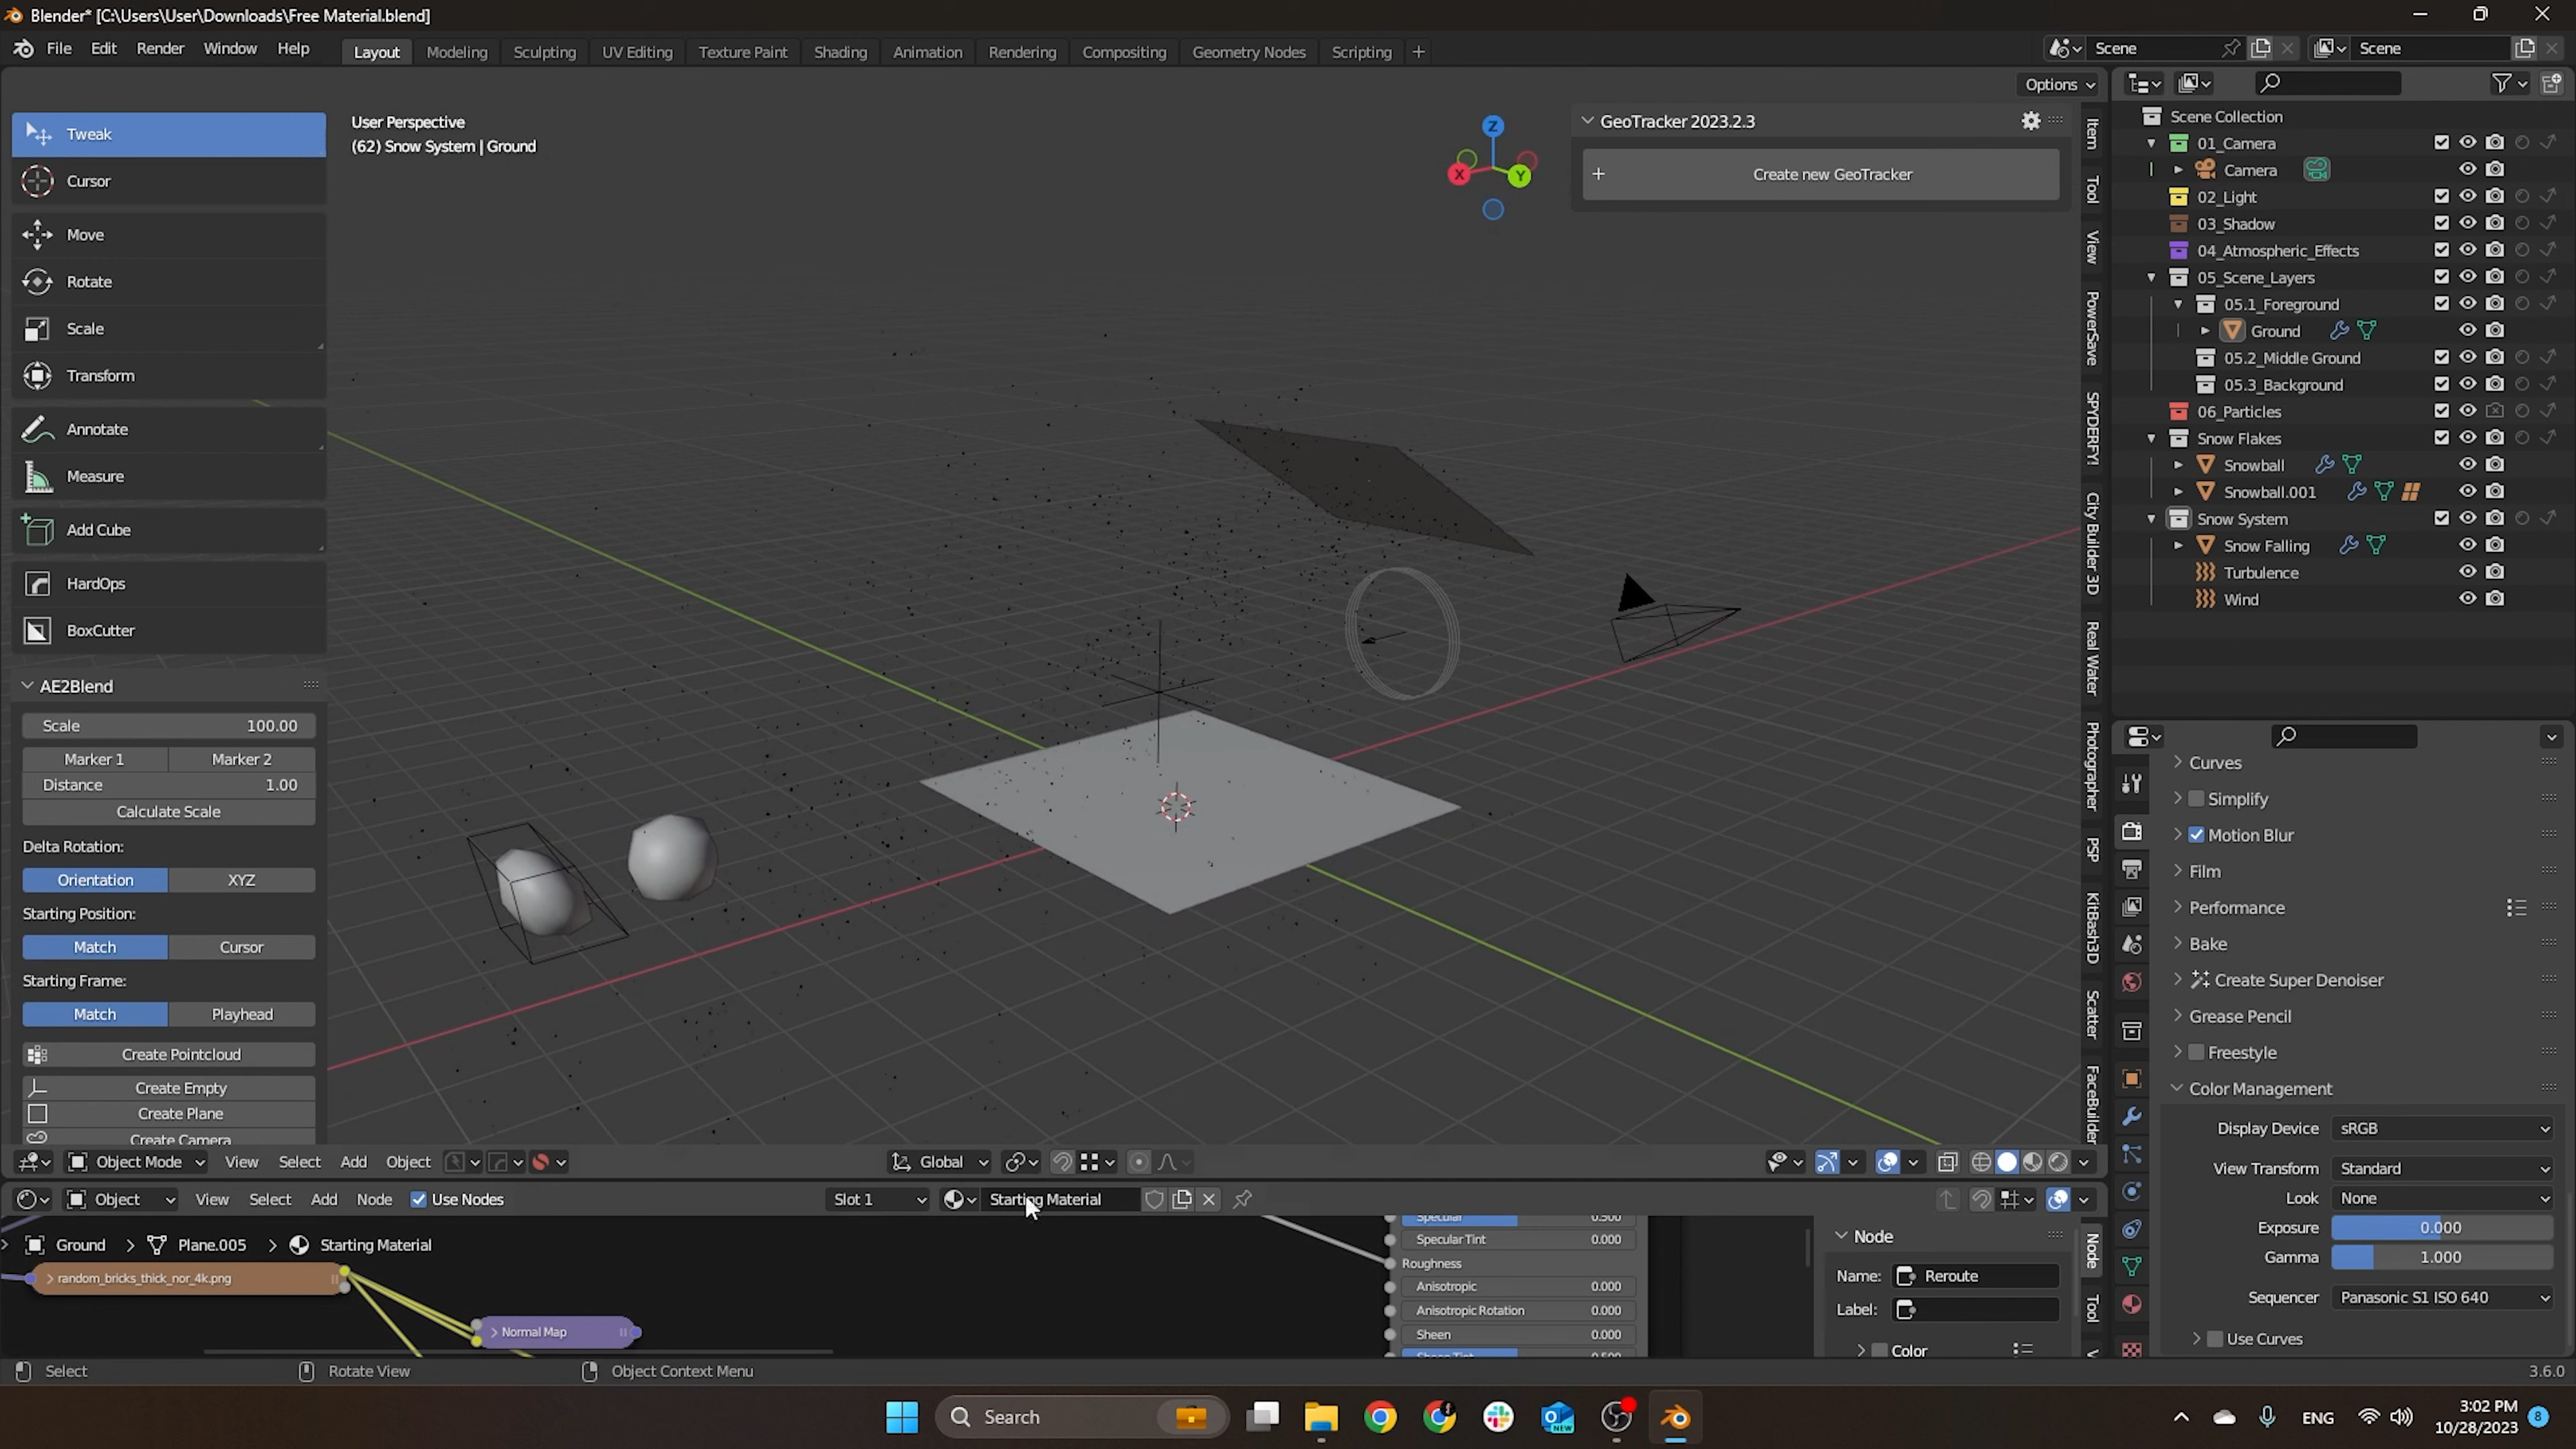 Blender* [C:\Users\User\Downloads\Free Material.blend]
File Edit Render Window Help
Layout Modeling Sculpting UV Editing Texture Paint Shading Animation Rendering Compositing Geometry Nodes Scripting +
Scene
Scene
Options
Tweak
Cursor
Move
Rotate
Scale
Transform
Annotate
Measure
Add Cube
HardOps
BoxCutter
AE2Blend
Scale 100.00
Marker 1 Marker 2
Distance 1.00
Calculate Scale
Delta Rotation:
Orientation XYZ
Starting Position:
Match Cursor
Starting Frame:
Match Playhead
Create Pointcloud
Create Empty
Create Plane
Create Camera
User Perspective
(62) Snow System | Ground
Z
X
Y
GeoTracker 2023.2.3
+ Create new GeoTracker
Item
Tool
View
PowerSave
SPYDERFY!
City Builder 3D
Real Water
Photographer
PSP
KitBash3D
Scatter
FaceBuilder
Scene Collection
01_Camera
Camera
02_Light
03_Shadow
04_Atmospheric_Effects
05_Scene_Layers
05.1_Foreground
Ground
05.2_Middle Ground
05.3_Background
06_Particles
Snow Flakes
Snowball
Snowball.001
Snow System
Snow Falling
Turbulence
Wind
Curves
Simplify
Motion Blur
Film
Performance
Bake
Create Super Denoiser
Grease Pencil
Freestyle
Color Management
Display Device sRGB
View Transform Standard
Look None
Exposure 0.000
Gamma 1.000
Sequencer Panasonic S1 ISO 640
Use Curves
Object Mode View Select Add Object
Global
Object View Select Add Node Use Nodes
Slot 1
Starting Material
Ground > Plane.005 > Starting Material
random_bricks_thick_nor_4k.png
Normal Map
Specular 0.500
Specular Tint 0.000
Roughness
Anisotropic 0.000
Anisotropic Rotation 0.000
Sheen 0.000
Sheen Tint 0.500
Node
Name: Reroute
Label:
Color
Node
Tool
Select
Rotate View
Object Context Menu
3.6.0
Search
NEW
ENG
3:02 PM
10/28/2023
8